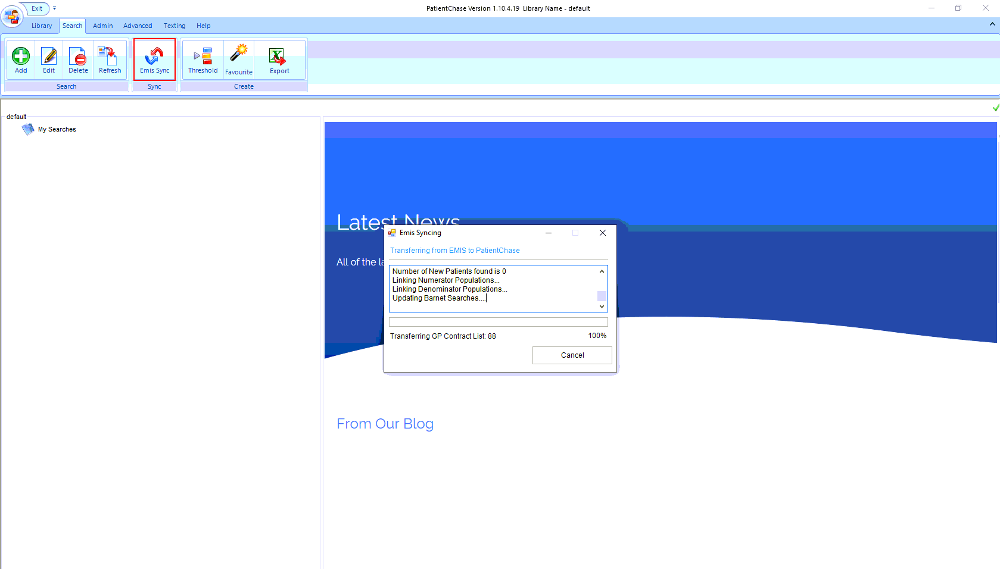 Exit
PatientChase Version 1.10.4.19  Library Name - default
Library
Search
Admin
Advanced
Texting
Help
Add
Edit
Delete
Refresh
Emis Sync
Threshold
Favourite
Export
Search
Sync
Create
default
My Searches
Latest News
All of the la
Emis Syncing
Transferring from EMIS to PatientChase
Number of New Patients found is 0
Linking Numerator Populations...
Linking Denominator Populations...
Updating Barnet Searches....
Transferring GP Contract List: 88
100%
Cancel
From Our Blog